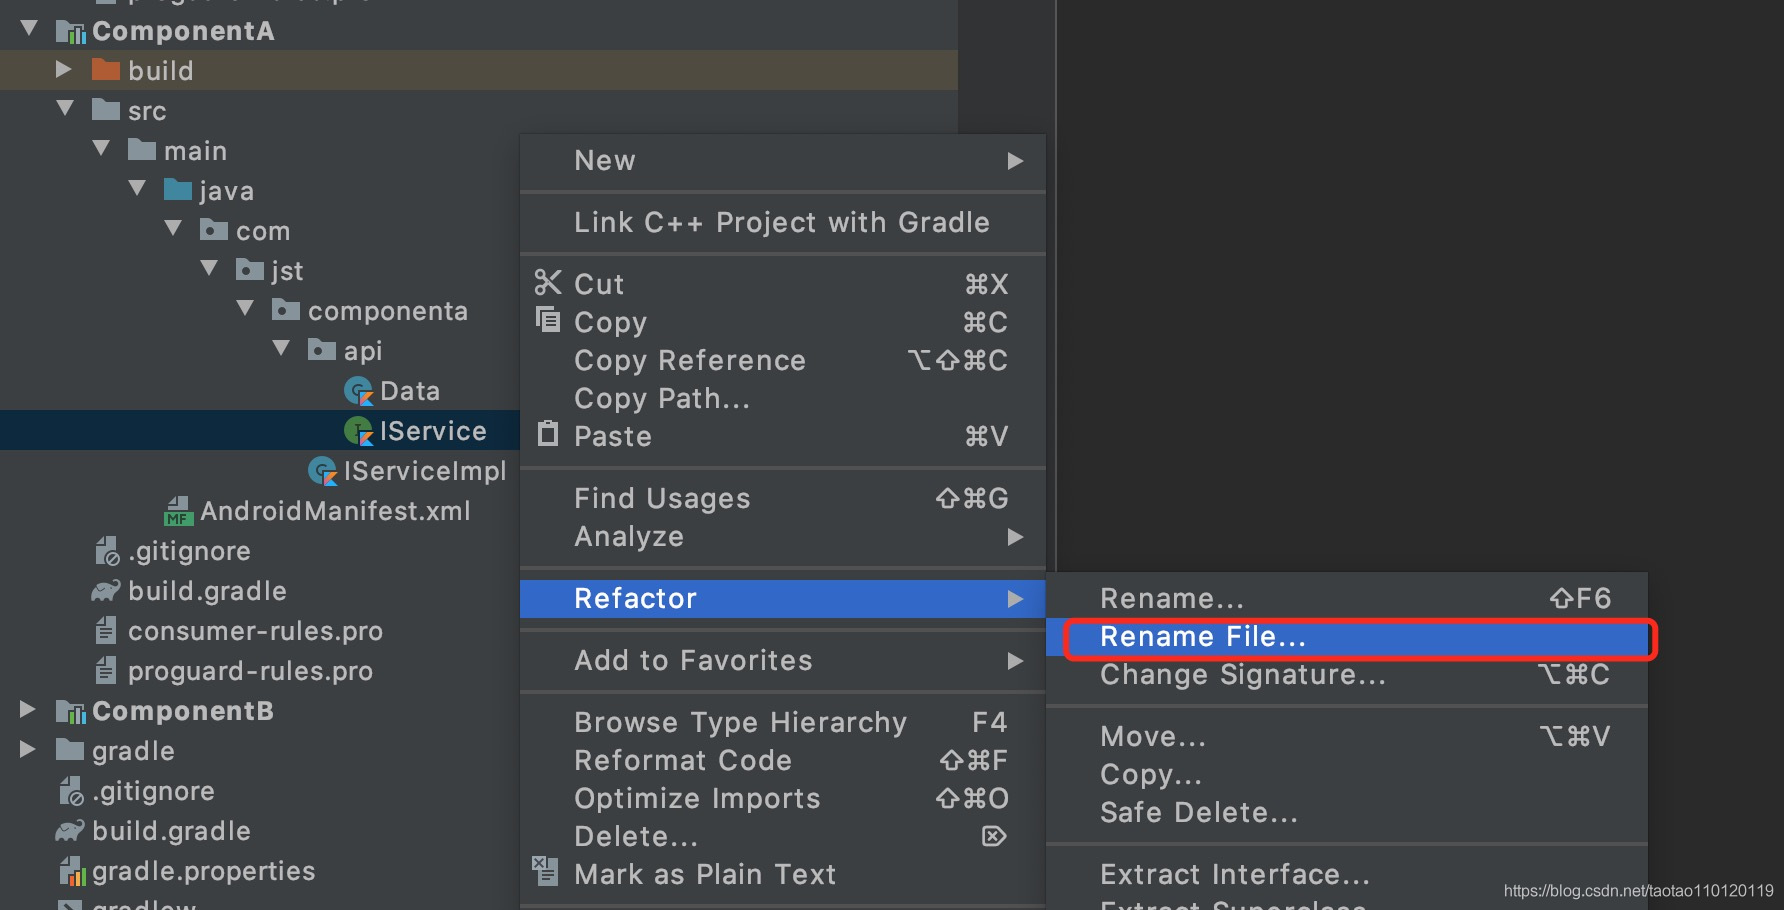 ComponentA
build
src
main
java
com
jst
componenta
api
Data
IService
IServiceImpl
AndroidManifest.xml
.gitignore
build.gradle
consumer-rules.pro
proguard-rules.pro
ComponentB
gradle
.gitignore
build.gradle
gradle.properties
gradlew
New
Link C++ Project with Gradle
Cut ⌘X
Copy ⌘C
Copy Reference ⌥⇧⌘C
Copy Path...
Paste ⌘V
Find Usages ⇧⌘G
Analyze
Refactor
Add to Favorites
Browse Type Hierarchy F4
Reformat Code ⇧⌘F
Optimize Imports ⇧⌘O
Delete... ⌦
Mark as Plain Text
Rename... ⇧F6
Rename File...
Change Signature... ⌥⌘C
Move... ⌥⌘V
Copy...
Safe Delete...
Extract Interface...
Extract Superclass...
https://blog.csdn.net/taotao110120119